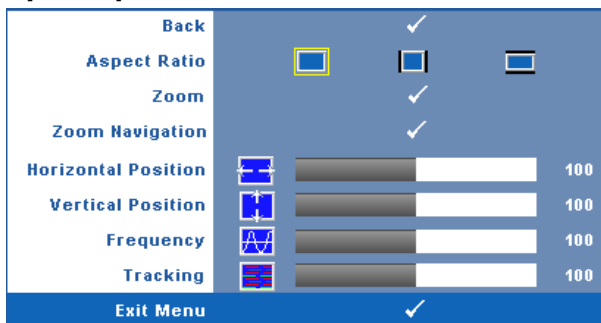 Back
Aspect Ratio
Zoom
Zoom Navigation
Horizontal Position 100
Vertical Position 100
Frequency 100
Tracking 100
Exit Menu